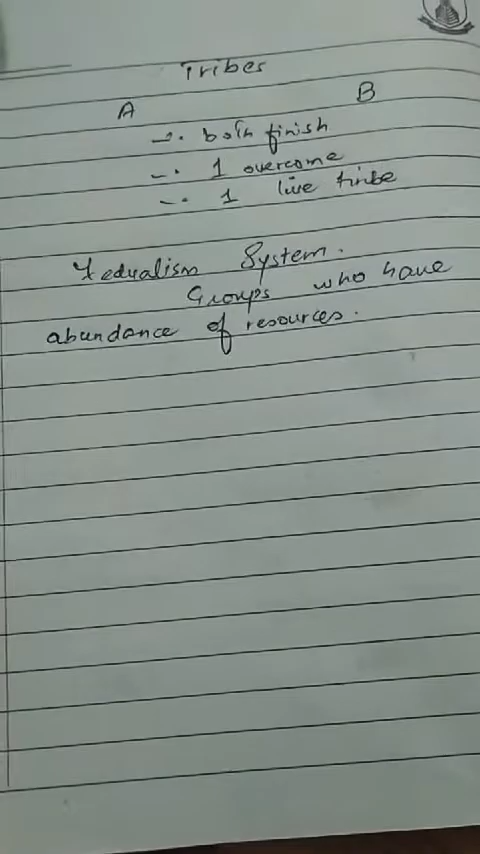 Tribes
A B
→. both finish
→. 1 overcome
→. 1 live tribe
Fedualism System.
Groups who have
abundance of resources.